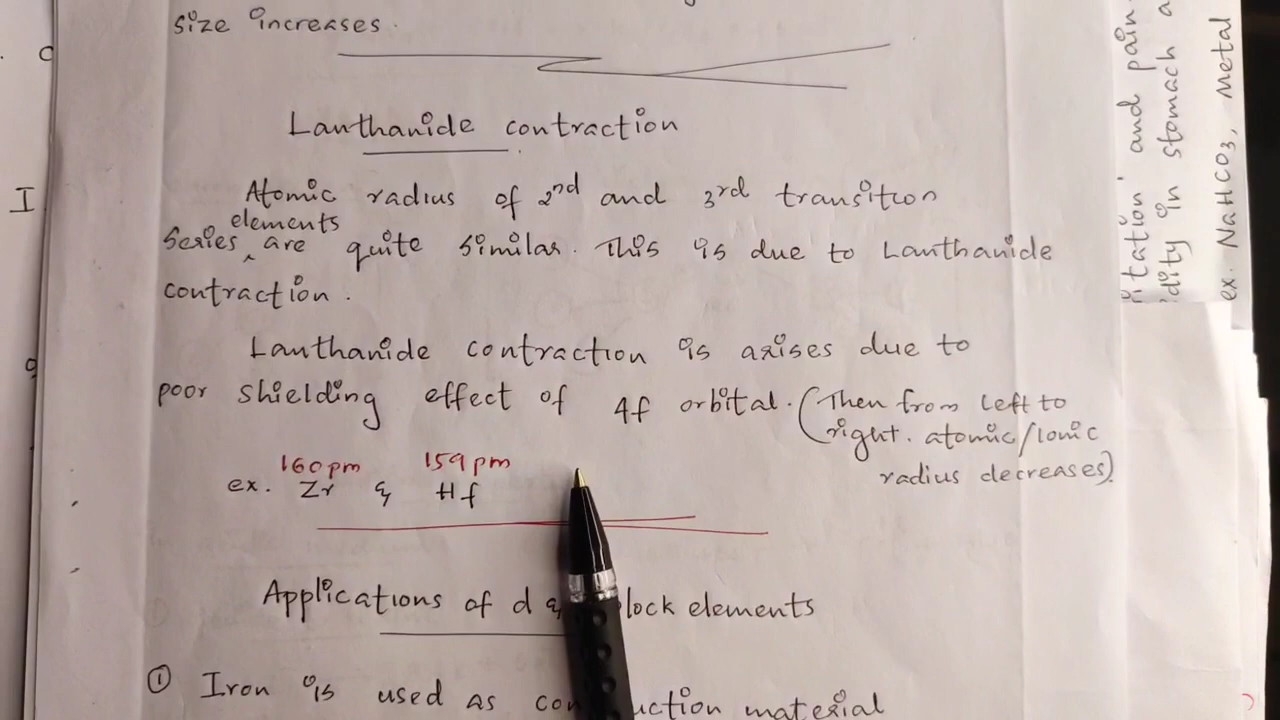 size increases.
Lanthanide contraction
Atomic radius of 2nd and 3rd transition
elements
Series ‸ are quite similar. This is due to Lanthanide
contraction.
Lanthanide contraction is arises due to
poor shielding effect of 4f orbital. (Then from left to
right. atomic/Ionic
radius decreases).
160pm 159pm
ex. Zr & Hf
Applications of d & lock elements
① Iron is used as con uction material
I
itation' and pain
dity in stomach a
ex. NaHCO3, Metal